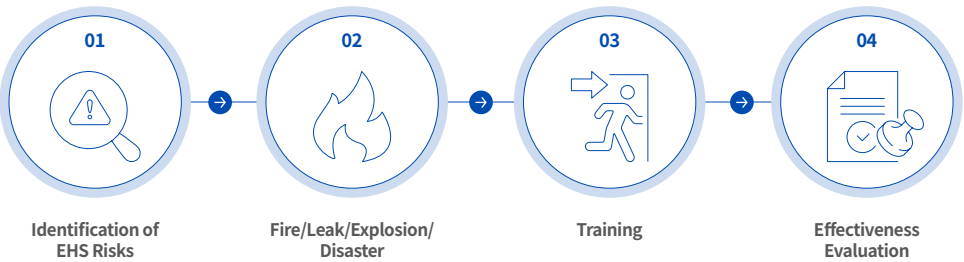 01
02
03
04
Identification of
EHS Risks
Fire/Leak/Explosion/
Disaster
Training
Effectiveness
Evaluation